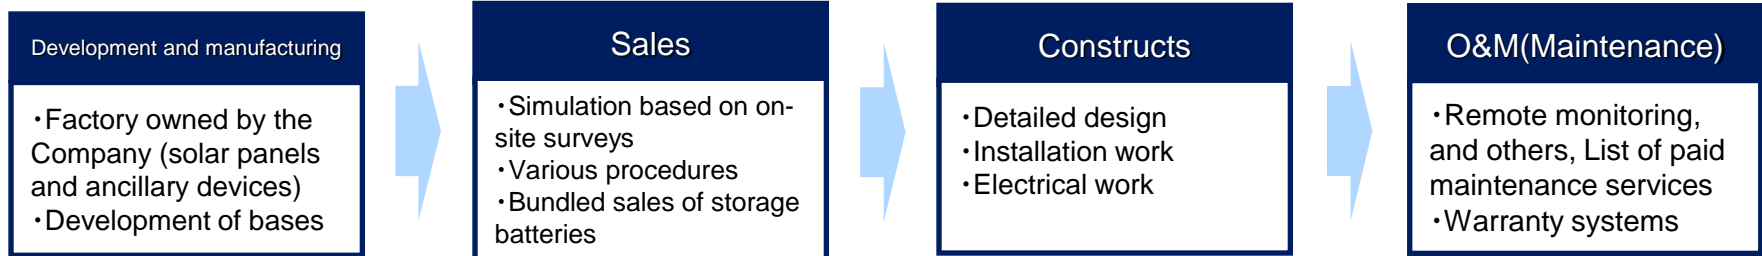 Development and manufacturing
・Factory owned by the
Company (solar panels
and ancillary devices)
・Development of bases
Sales
・Simulation based on on-
site surveys
・Various procedures
・Bundled sales of storage
batteries
Constructs
・Detailed design
・Installation work
・Electrical work
O&M(Maintenance)
・Remote monitoring,
and others, List of paid
maintenance services
・Warranty systems